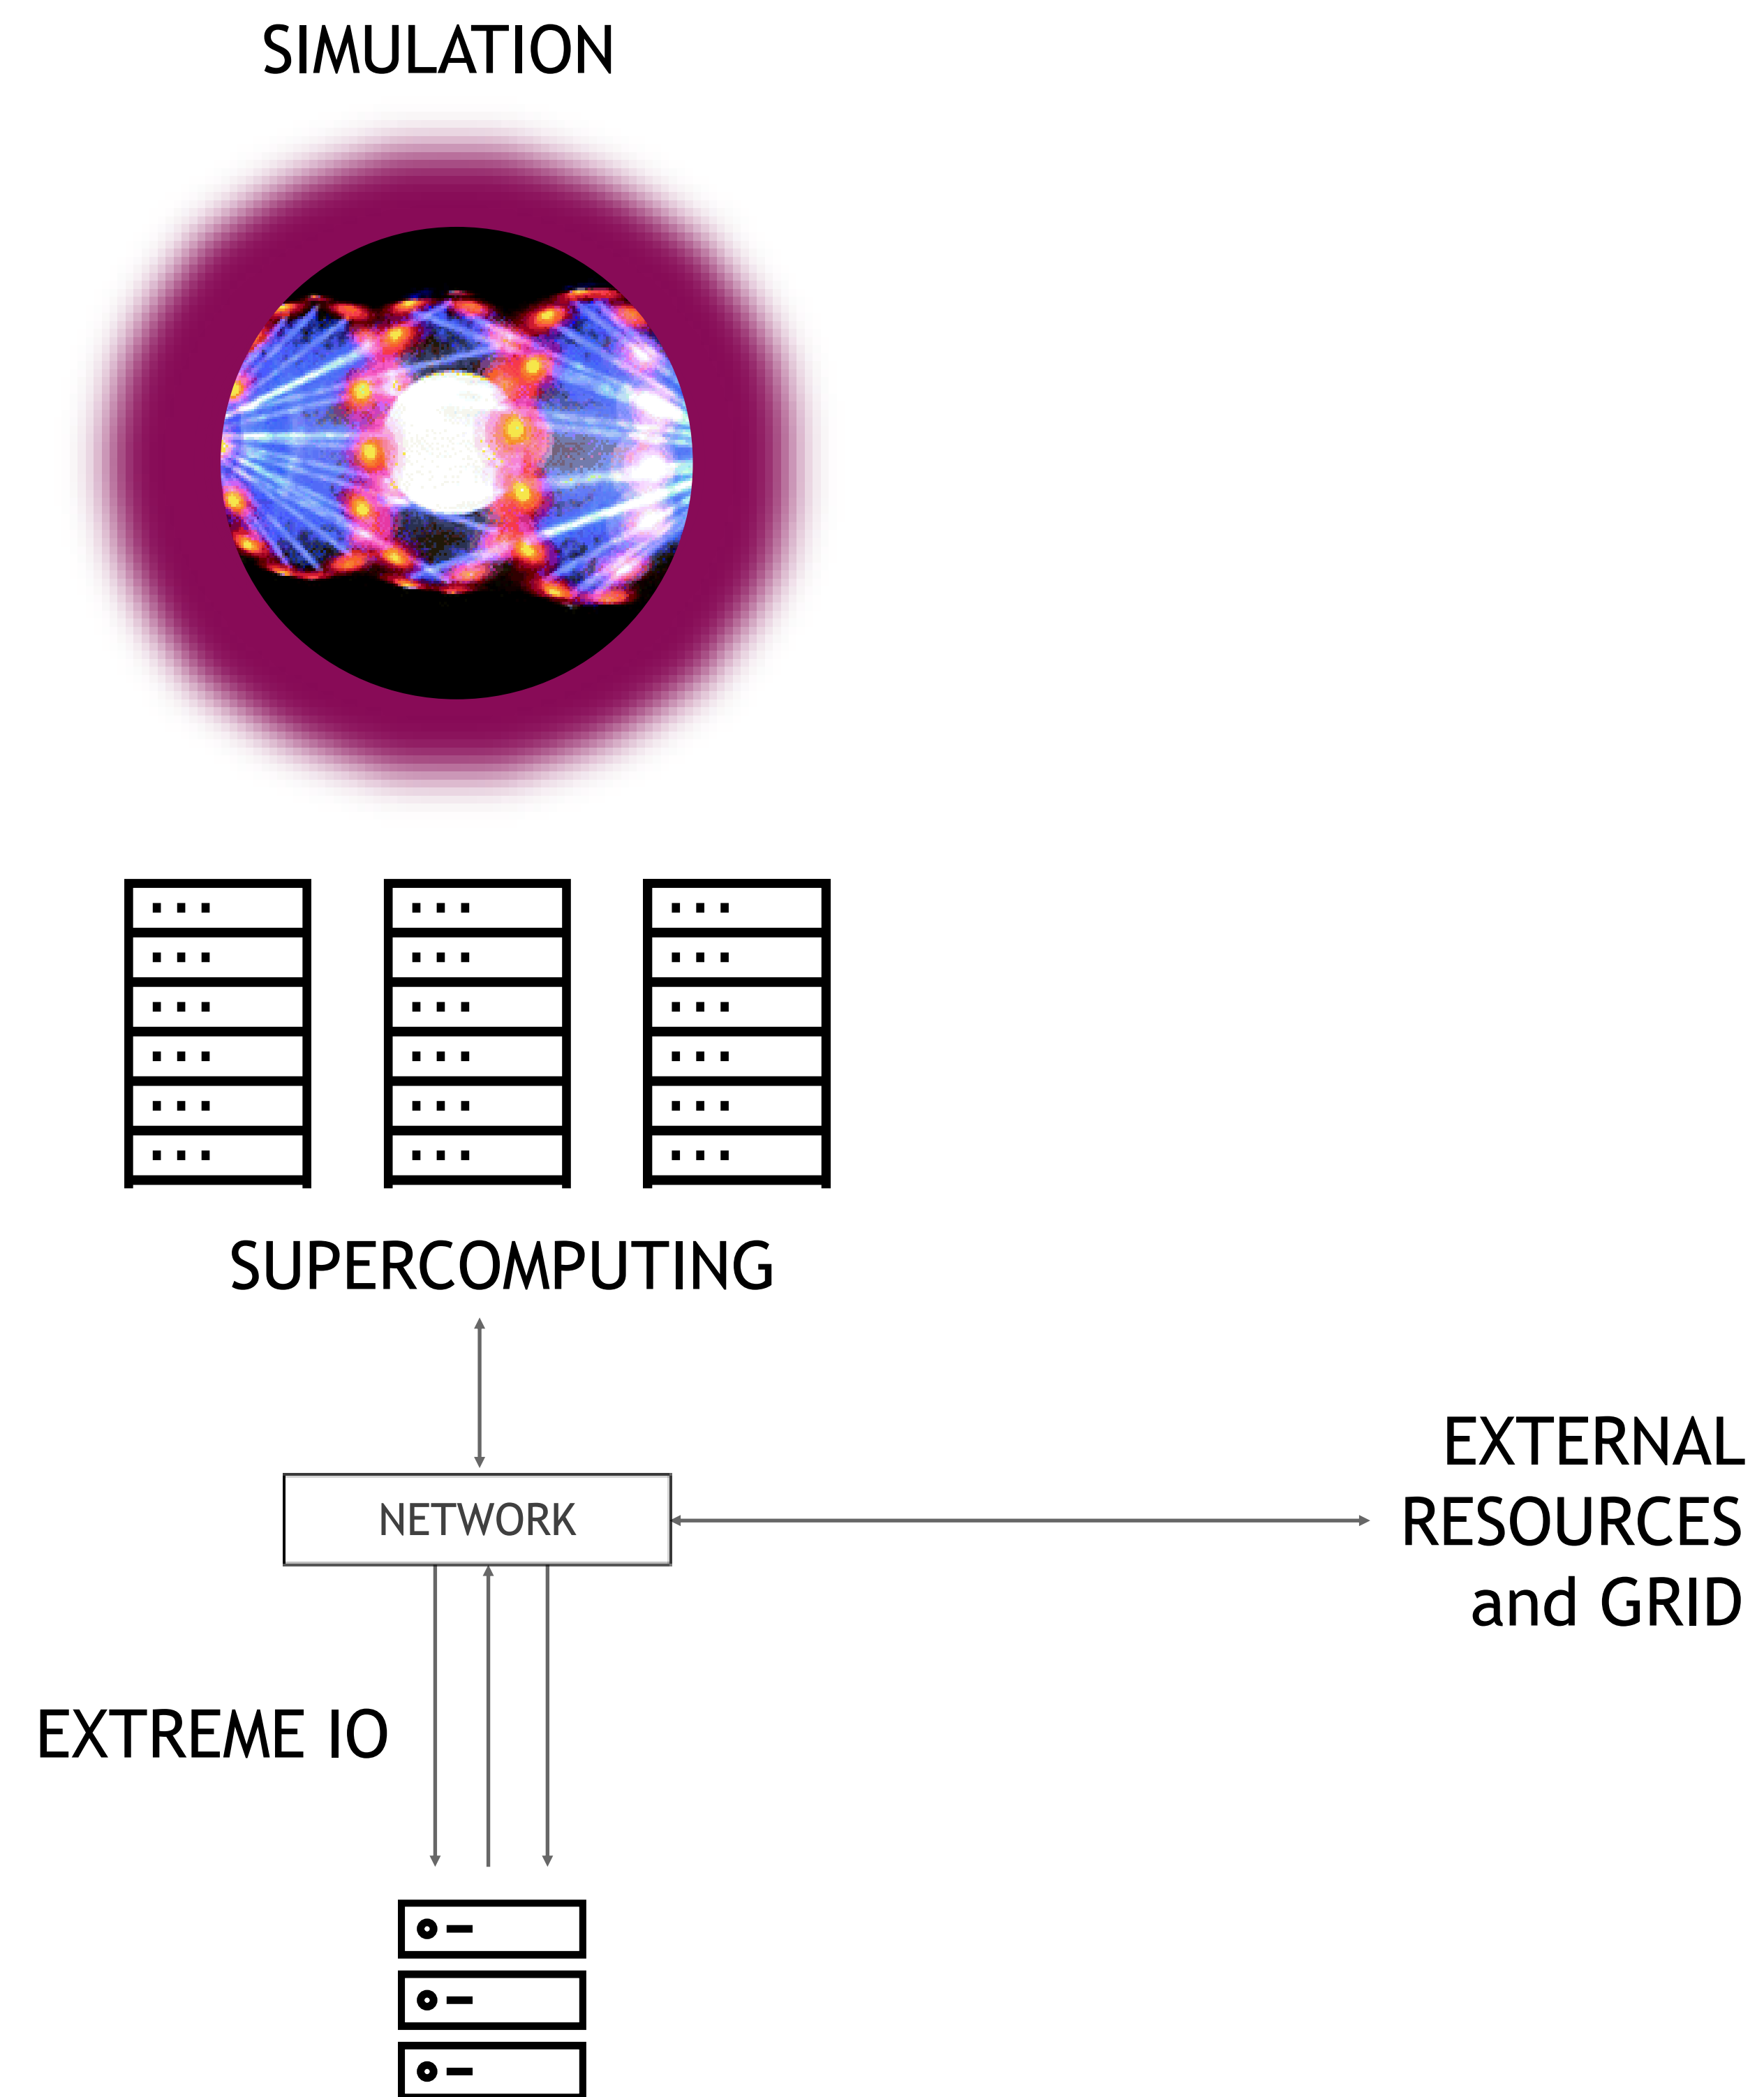 SIMULATION
SUPERCOMPUTING
NETWORK
EXTERNAL
RESOURCES
and GRID
EXTREME IO